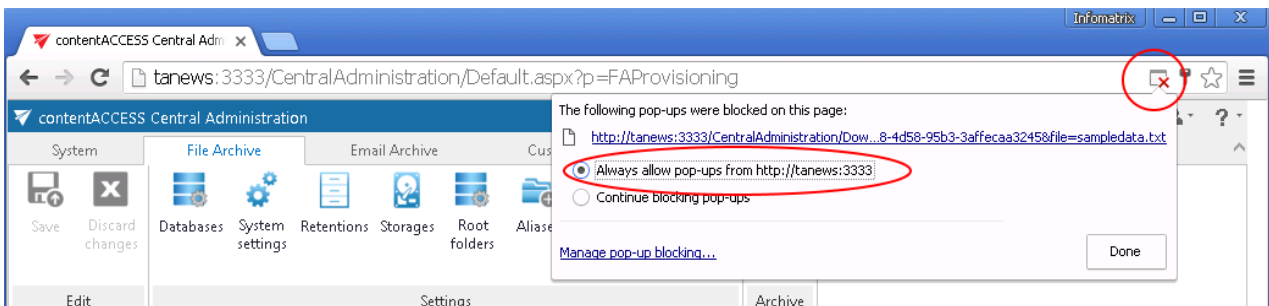 Infomatrix
contentACCESS Central Adm
tanews:3333/CentralAdministration/Default.aspx?p=FAProvisioning
The following pop-ups were blocked on this page:
http://tanews:3333/CentralAdministration/Dow...8-4d58-95b3-3affecaa3245&file=sampledata.txt
Always allow pop-ups from http://tanews:3333
Continue blocking pop-ups
Manage pop-up blocking...
Done
contentACCESS Central Administration
?
System File Archive Email Archive Cus
Save Discard changes Databases System settings Retentions Storages Root folders Aliase
Edit Settings Archive